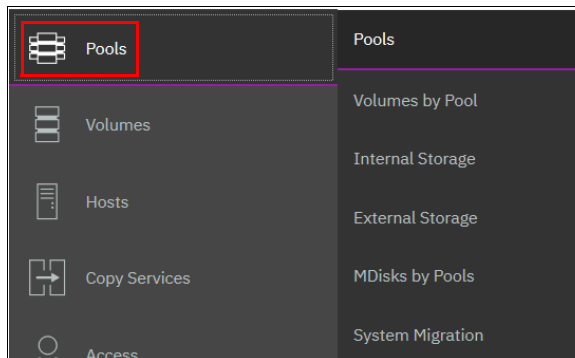 Pools
Volumes
Hosts
Copy Services
Access
Pools
Volumes by Pool
Internal Storage
External Storage
MDisks by Pools
System Migration